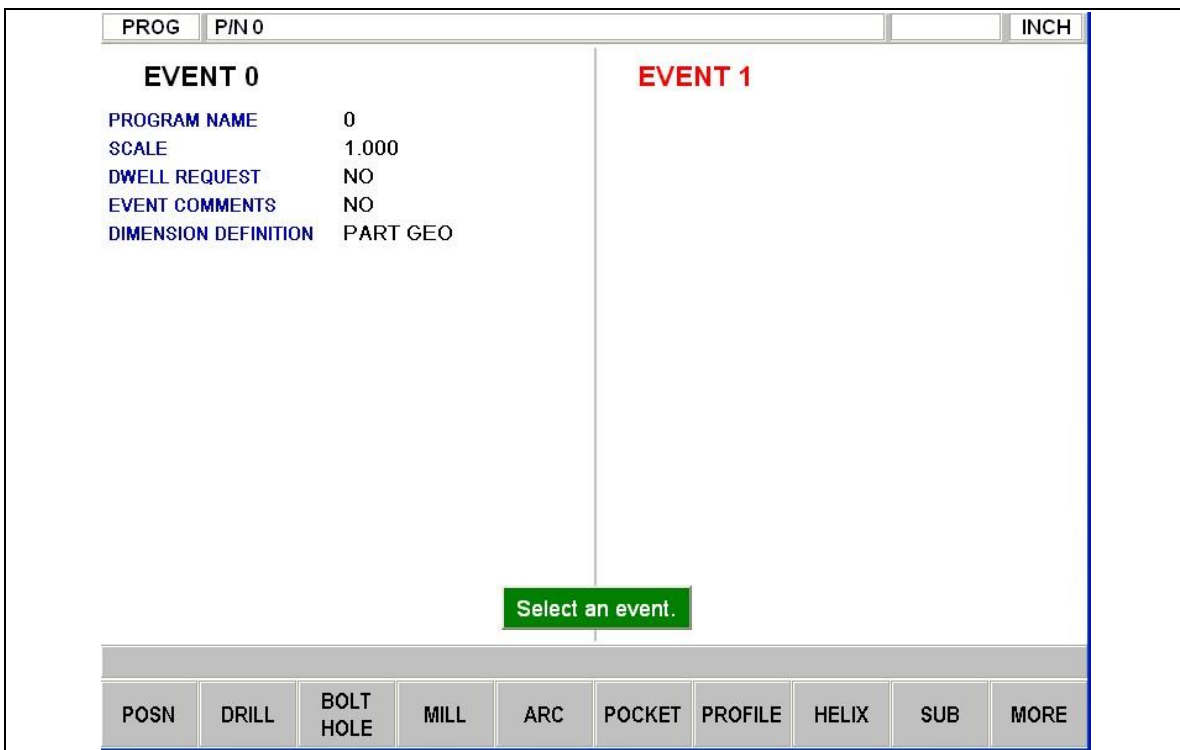 PROG P/N 0 INCH
EVENT 0
PROGRAM NAME 0
SCALE 1.000
DWELL REQUEST NO
EVENT COMMENTS NO
DIMENSION DEFINITION PART GEO
EVENT 1
Select an event.
POSN DRILL BOLT HOLE MILL ARC POCKET PROFILE HELIX SUB MORE